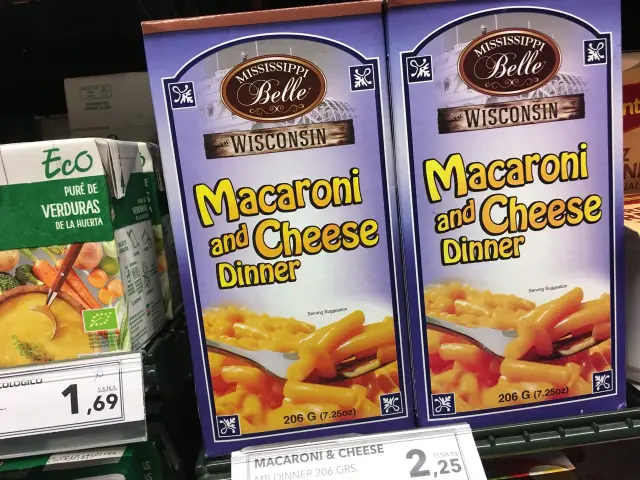 Eco
PURÉ DE
VERDURAS
DE LA HUERTA
1,69
MISSISSIPPI
Belle
WISCONSIN
Macaroni
and Cheese
Dinner
Serving Suggestion
206 G (7.25oz)
MISSISSIPPI
Belle
WISCONSIN
Macaroni
and Cheese
Dinner
Serving Suggestion
206 G (7.25oz)
MACARONI & CHEESE
MB DINNER 206 GRS.
2,25